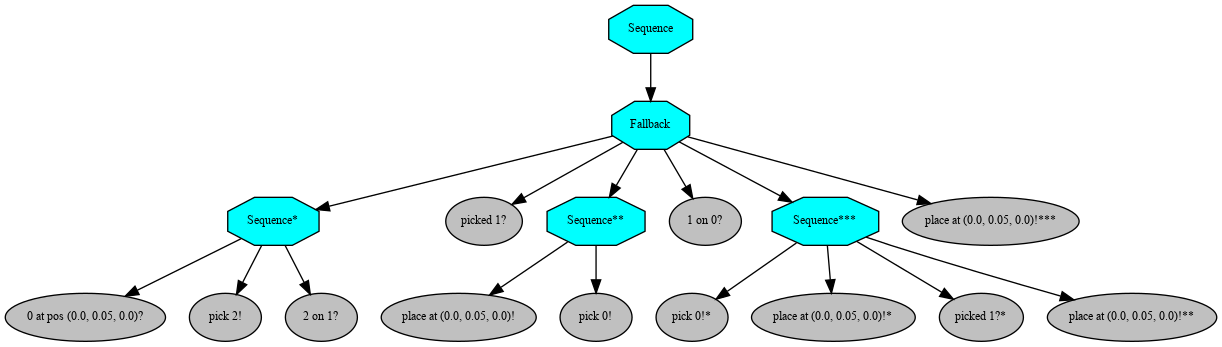 Sequence
Fallback
Sequence*
picked 1?
Sequence**
1 on 0?
Sequence***
place at (0.0, 0.05, 0.0)!***
0 at pos (0.0, 0.05, 0.0)?
pick 2!
2 on 1?
place at (0.0, 0.05, 0.0)!
pick 0!
pick 0!*
place at (0.0, 0.05, 0.0)!*
picked 1?*
place at (0.0, 0.05, 0.0)!**